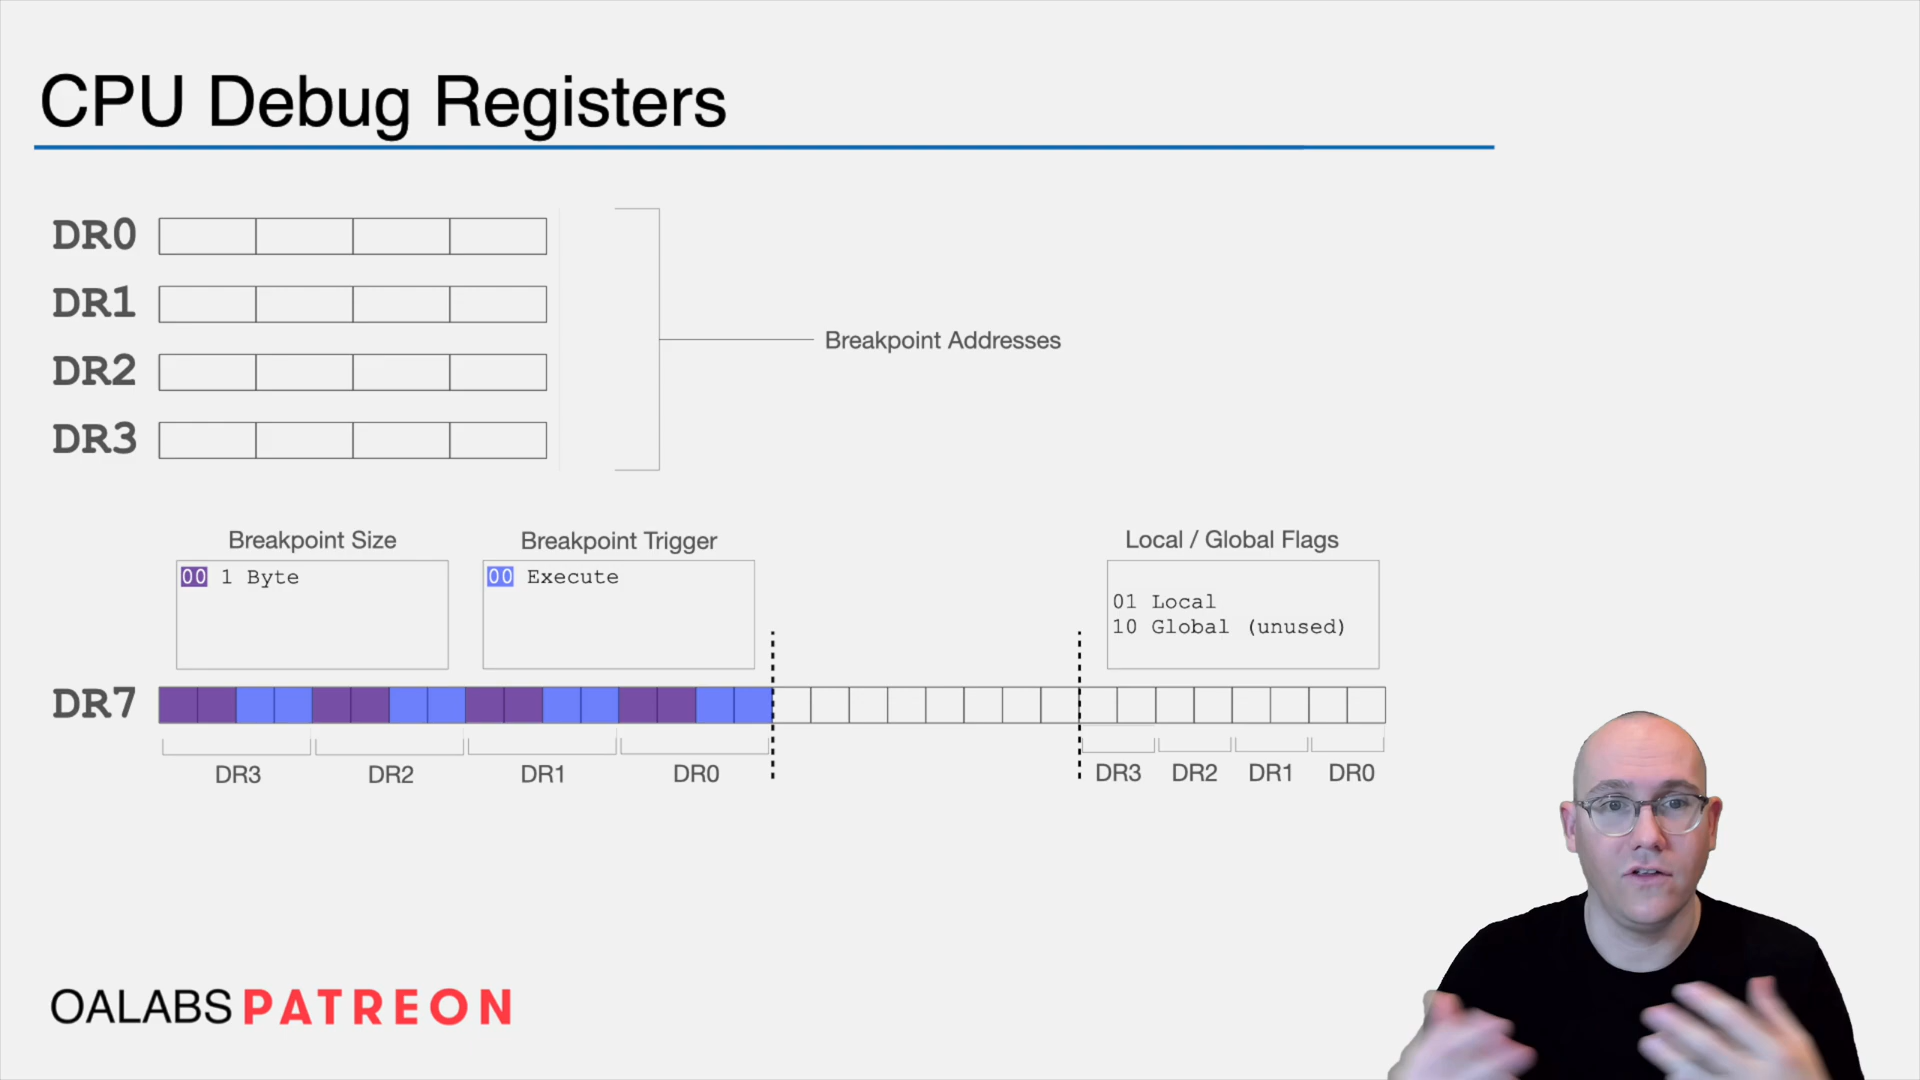 CPU Debug Registers
DR0
DR1
DR2
DR3
Breakpoint Addresses
Breakpoint Size
Breakpoint Trigger
Local / Global Flags
00 1 Byte
00 Execute
01 Local
10 Global (unused)
DR7
DR3 DR2 DR1 DR0
DR3 DR2 DR1 DR0
OALABS PATREON